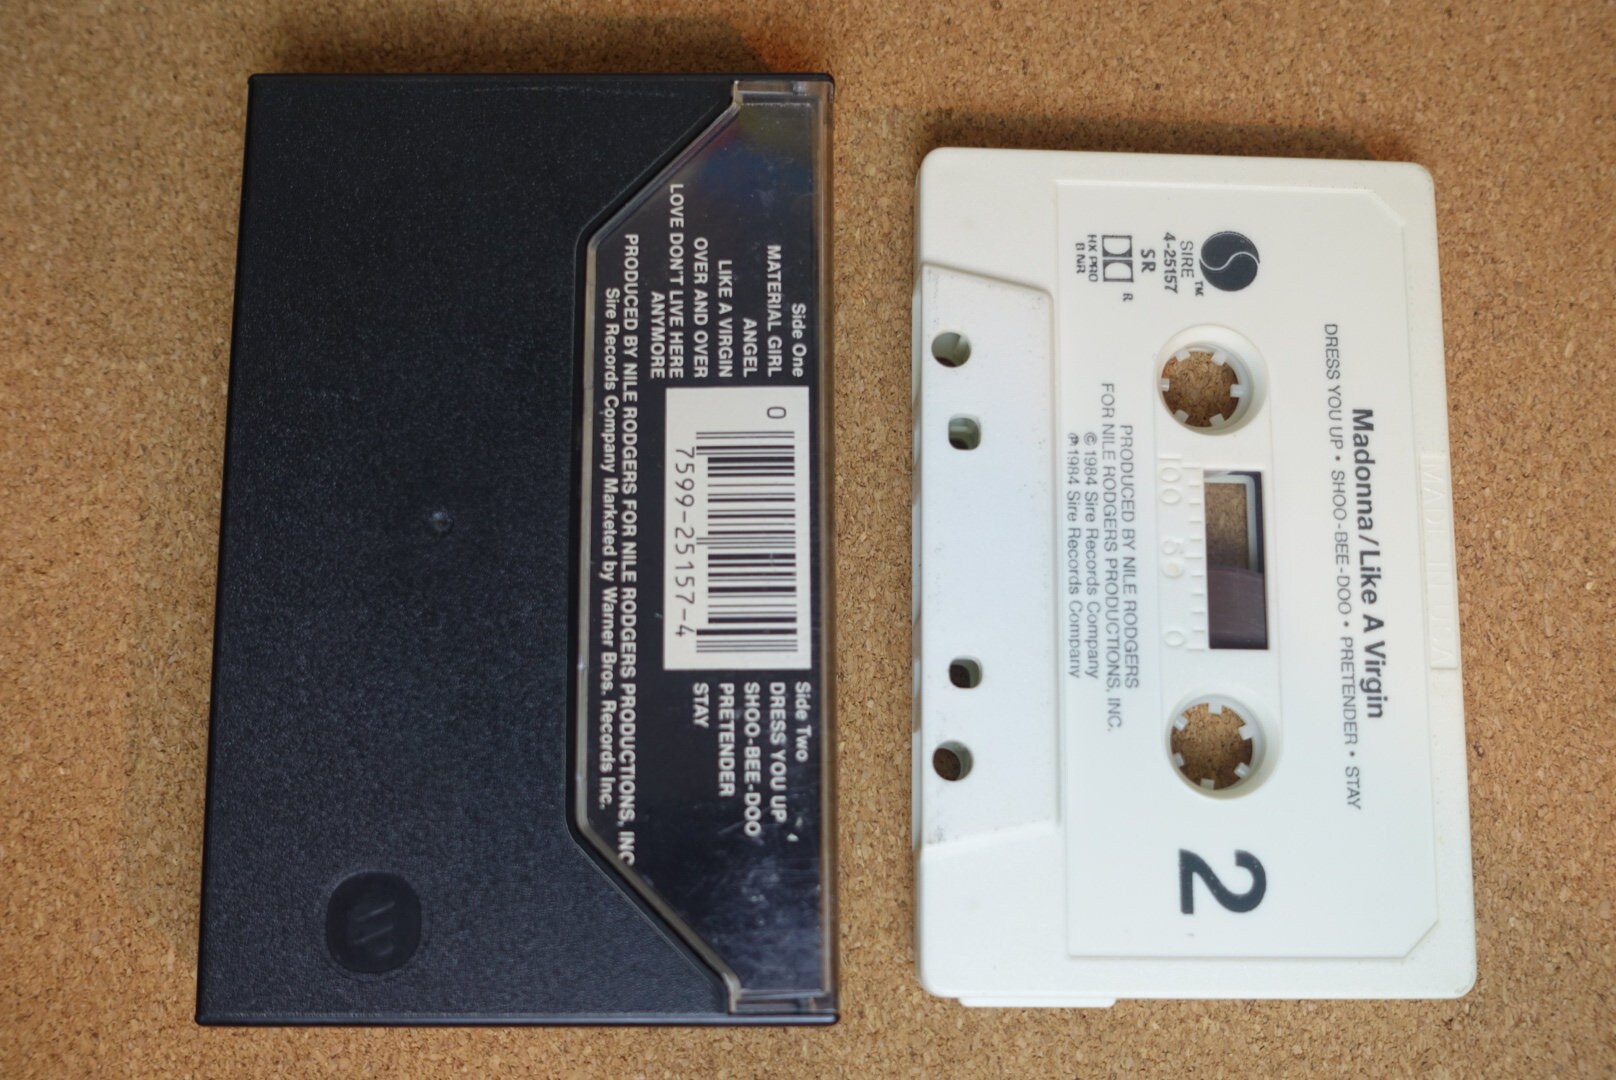 Side One
MATERIAL GIRL
ANGEL
LIKE A VIRGIN
OVER AND OVER
LOVE DON'T LIVE HERE
ANYMORE
0
7599-25157-4
Side Two
DRESS YOU UP
SHOO-BEE-DOO
PRETENDER
STAY
PRODUCED BY NILE RODGERS FOR NILE RODGERS PRODUCTIONS, INC
Sire Records Company Marketed by Warner Bros. Records Inc.
Madonna/Like A Virgin
DRESS YOU UP • SHOO-BEE-DOO • PRETENDER • STAY
SIRE™
4-25157
SR
R
HX PRO
B NR
2
100 50 0
PRODUCED BY NILE RODGERS
FOR NILE RODGERS PRODUCTIONS, INC.
© 1984 Sire Records Company
℗ 1984 Sire Records Company